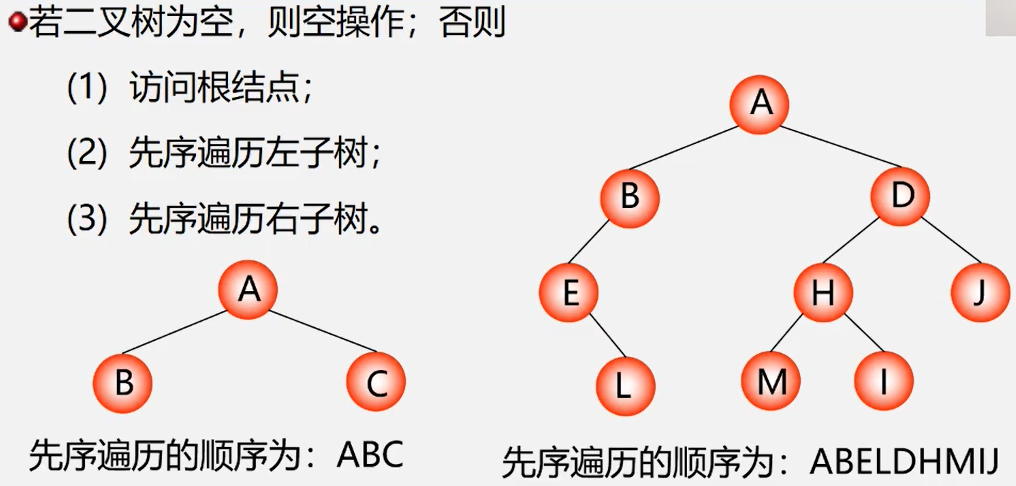 若二叉树为空，则空操作；否则
(1) 访问根结点；
(2) 先序遍历左子树；
(3) 先序遍历右子树。
A
B
C
先序遍历的顺序为：ABC
A
B
D
E
H
J
L
M
I
先序遍历的顺序为：ABELDHMIJ